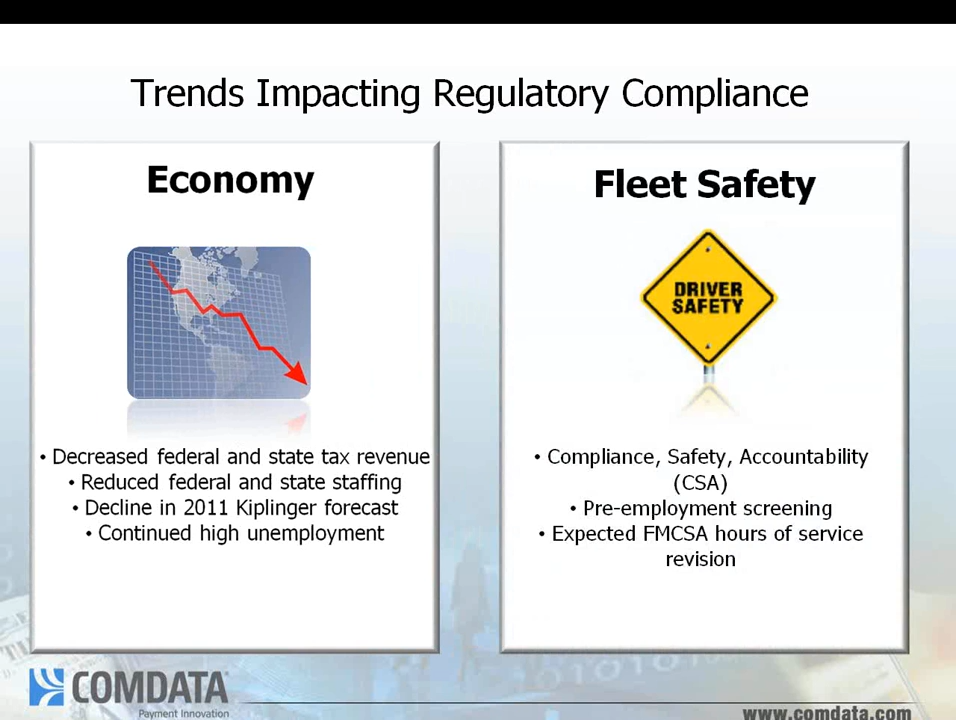 Trends Impacting Regulatory Compliance
Economy
• Decreased federal and state tax revenue
• Reduced federal and state staffing
• Decline in 2011 Kiplinger forecast
• Continued high unemployment
Fleet Safety
DRIVER
SAFETY
• Compliance, Safety, Accountability
(CSA)
• Pre-employment screening
• Expected FMCSA hours of service
revision
COMDATA
Payment Innovation
www.comdata.com